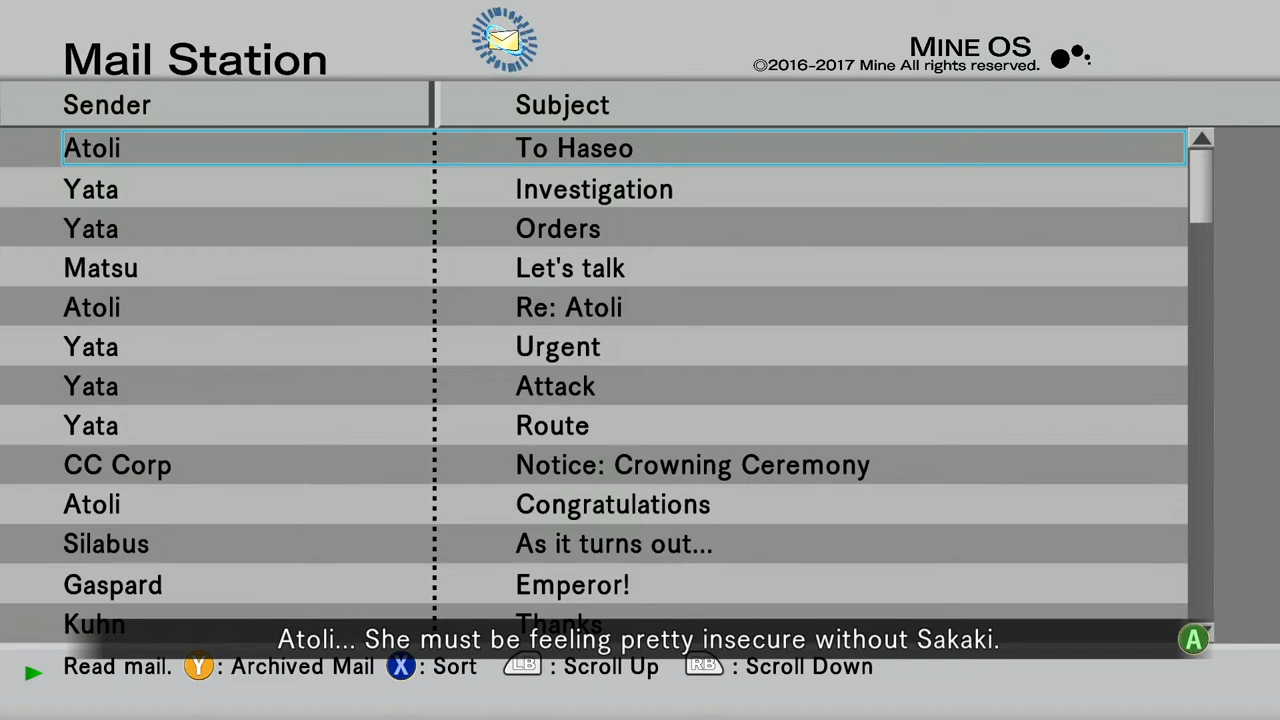 Mail Station
MINE OS
©2016-2017 Mine All rights reserved.
Sender Subject
Atoli To Haseo
Yata Investigation
Yata Orders
Matsu Let's talk
Atoli Re: Atoli
Yata Urgent
Yata Attack
Yata Route
CC Corp Notice: Crowning Ceremony
Atoli Congratulations
Silabus As it turns out...
Gaspard Emperor!
Kuhn Thanks
Atoli... She must be feeling pretty insecure without Sakaki. A
Read mail. Y : Archived Mail X : Sort LB : Scroll Up RB : Scroll Down